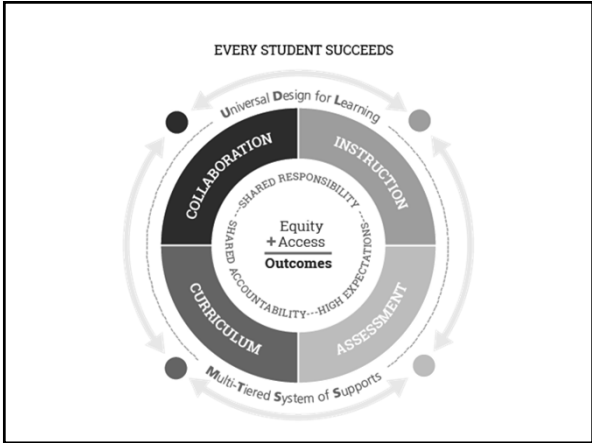 EVERY STUDENT SUCCEEDS
Universal Design for Learning
COLLABORATION
INSTRUCTION
SHARED RESPONSIBILITY ---
HIGH EXPECTATIONS
SHARED ACCOUNTABILITY---
---
Equity
+Access
Outcomes
CURRICULUM
ASSESSMENT
Multi-Tiered System of Supports